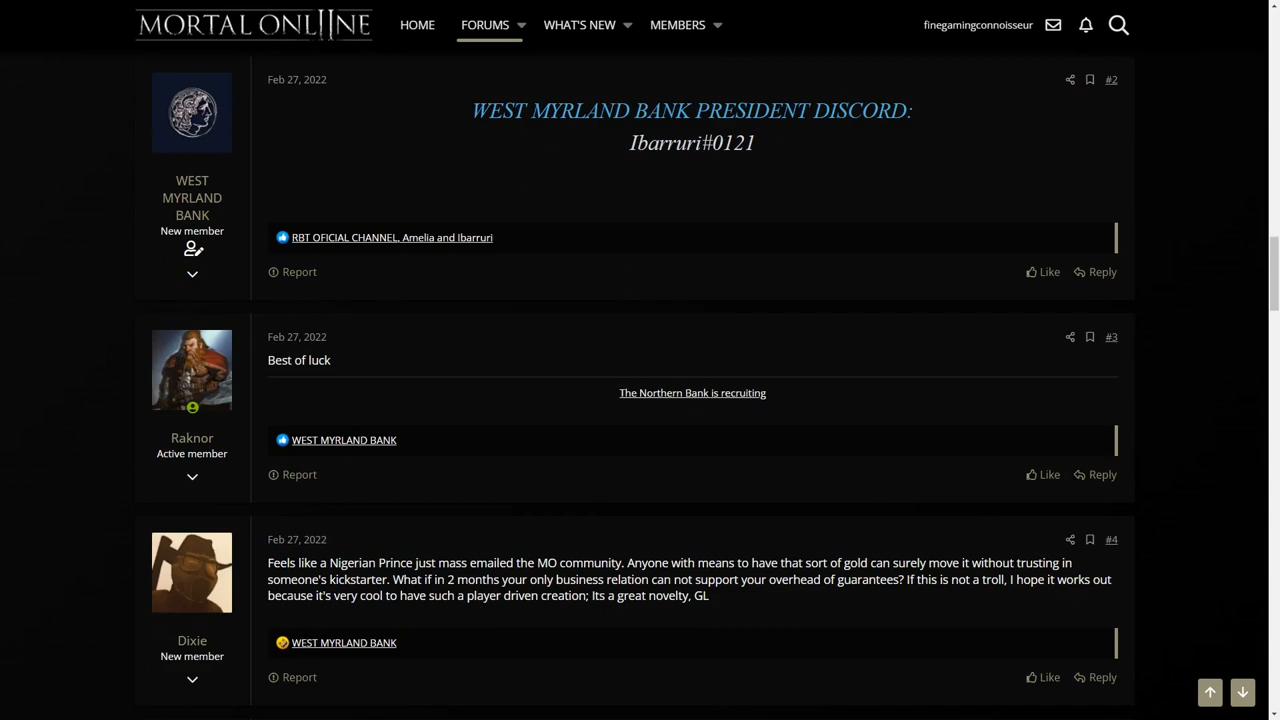 MORTAL ONLIINE
HOME
FORUMS
WHAT'S NEW
MEMBERS
finegamingconnoisseur
Feb 27, 2022
#2
WEST MYRLAND BANK PRESIDENT DISCORD:
Ibarruri#0121
WEST
MYRLAND
BANK
New member
RBT OFICIAL CHANNEL, Amelia and Ibarruri
Report
Like
Reply
Feb 27, 2022
#3
Best of luck
The Northern Bank is recruiting
Raknor
Active member
WEST MYRLAND BANK
Report
Like
Reply
Feb 27, 2022
#4
Feels like a Nigerian Prince just mass emailed the MO community. Anyone with means to have that sort of gold can surely move it without trusting in
someone's kickstarter. What if in 2 months your only business relation can not support your overhead of guarantees? If this is not a troll, I hope it works out
because it's very cool to have such a player driven creation; Its a great novelty, GL
Dixie
New member
WEST MYRLAND BANK
Report
Like
Reply